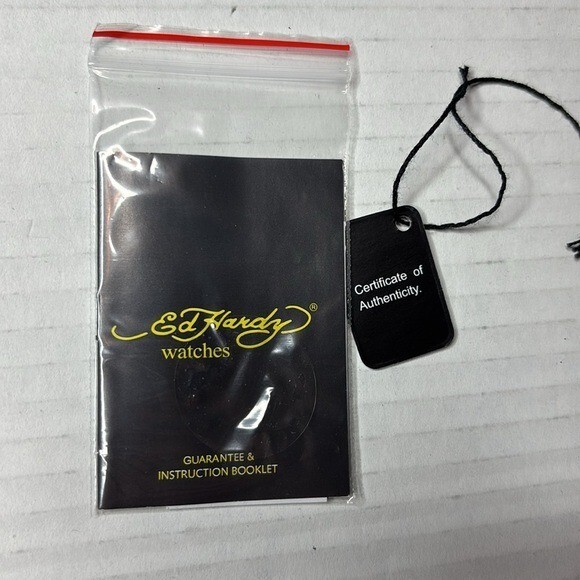 Ed Hardy®
watches
GUARANTEE &
INSTRUCTION BOOKLET
Certificate of
Authenticity.